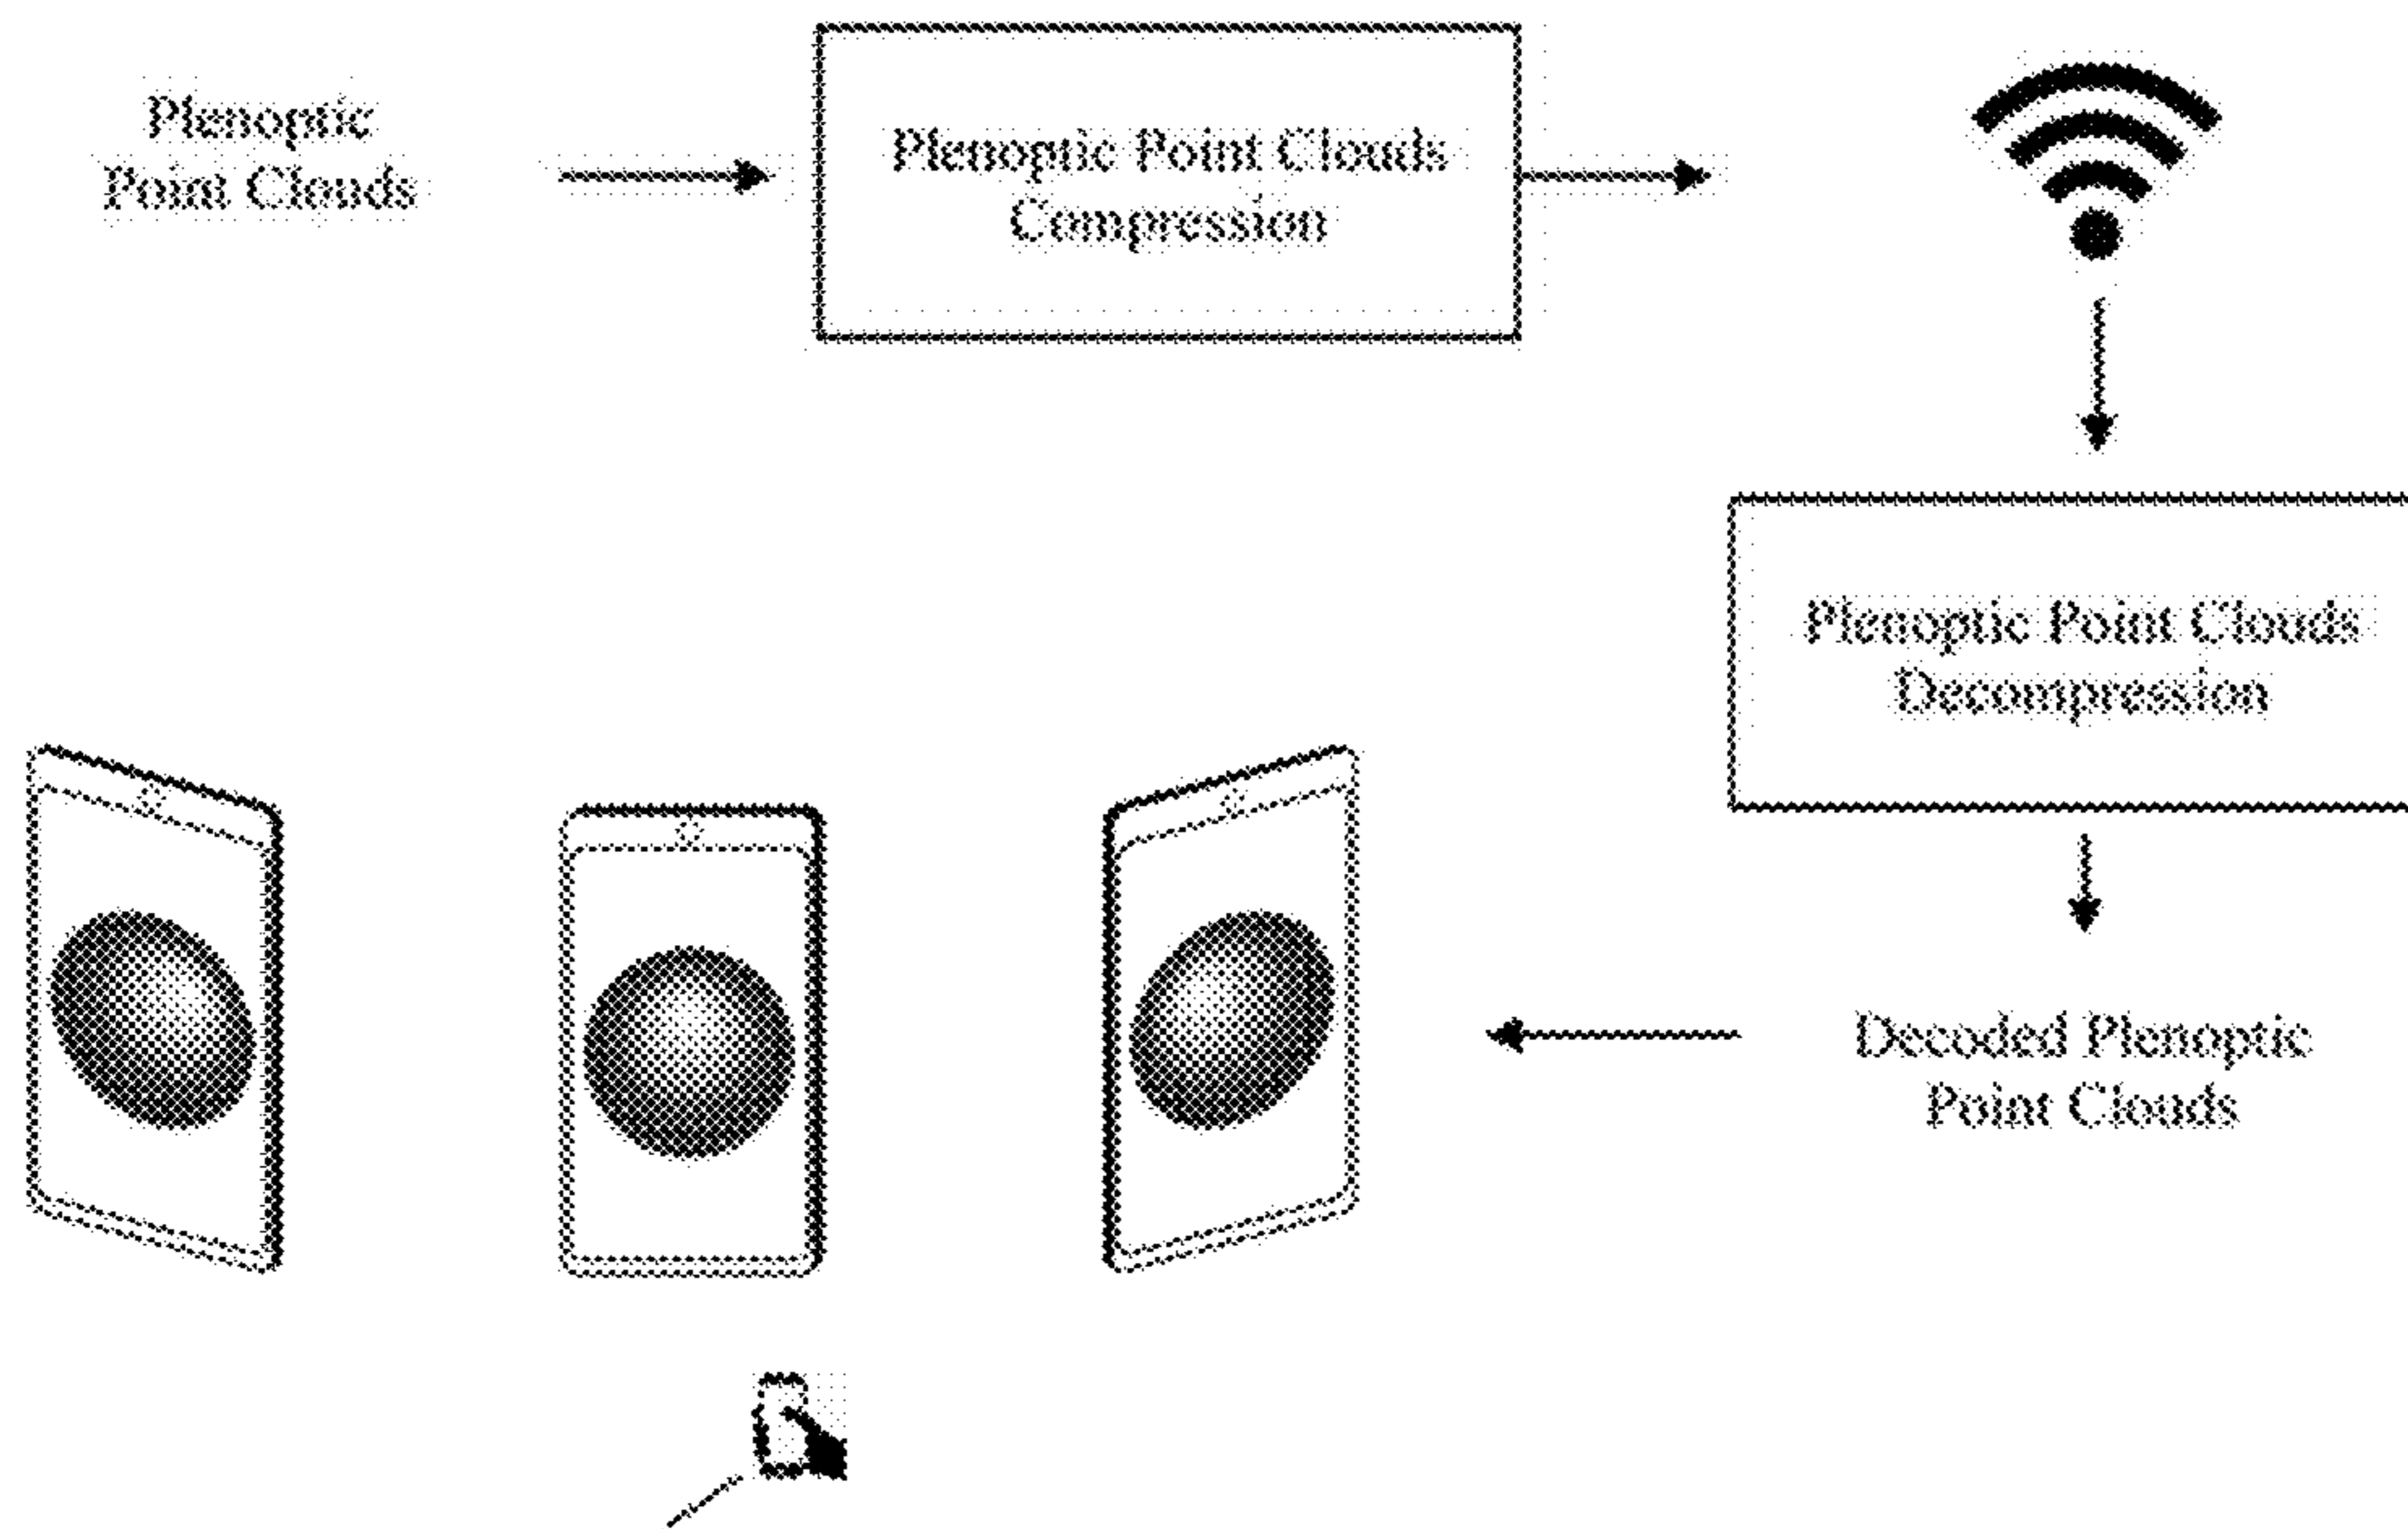 Plenoptic
Point Clouds
Plenoptic Point Clouds
Compression
Plenoptic Point Clouds
Decompression
Decoded Plenoptic
Point Clouds